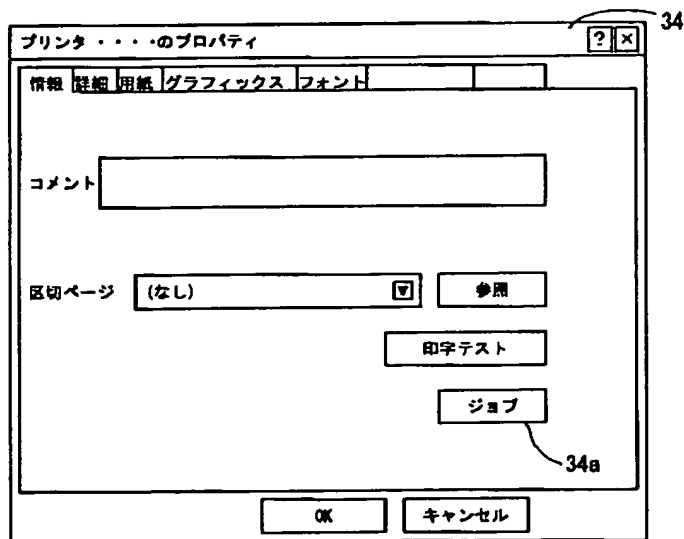 34
プリンタ ・・・・のプロパティ ? ×
情報 詳細 用紙 グラフィックス フォント
コメント
区切ページ (なし) ▼ 参照
印字テスト
ジョブ
34a
OK キャンセル